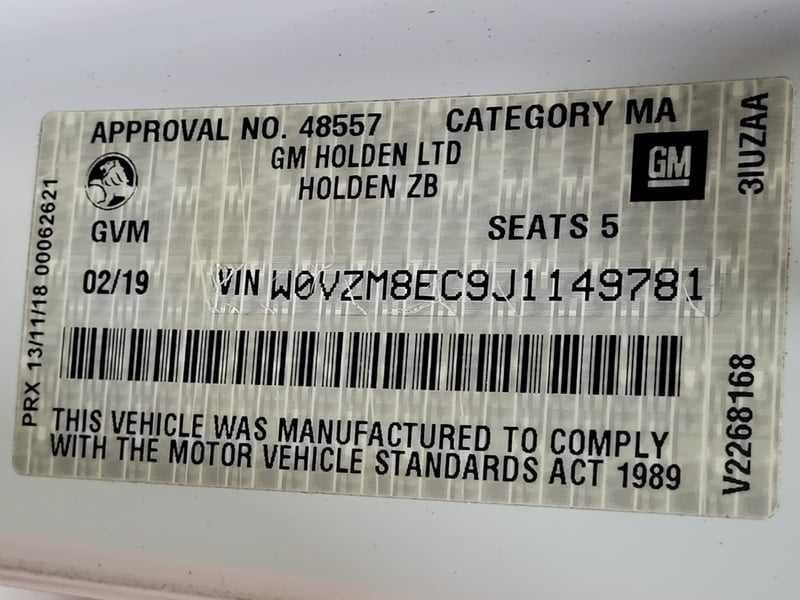 APPROVAL NO. 48557 CATEGORY MA
GM HOLDEN LTD
HOLDEN ZB
GM
GVM
SEATS 5
02/19
VIN W0VZM8EC9J1149781
THIS VEHICLE WAS MANUFACTURED TO COMPLY
WITH THE MOTOR VEHICLE STANDARDS ACT 1989
PRX 13/11/18 00062621
3IUZAA
V2268168